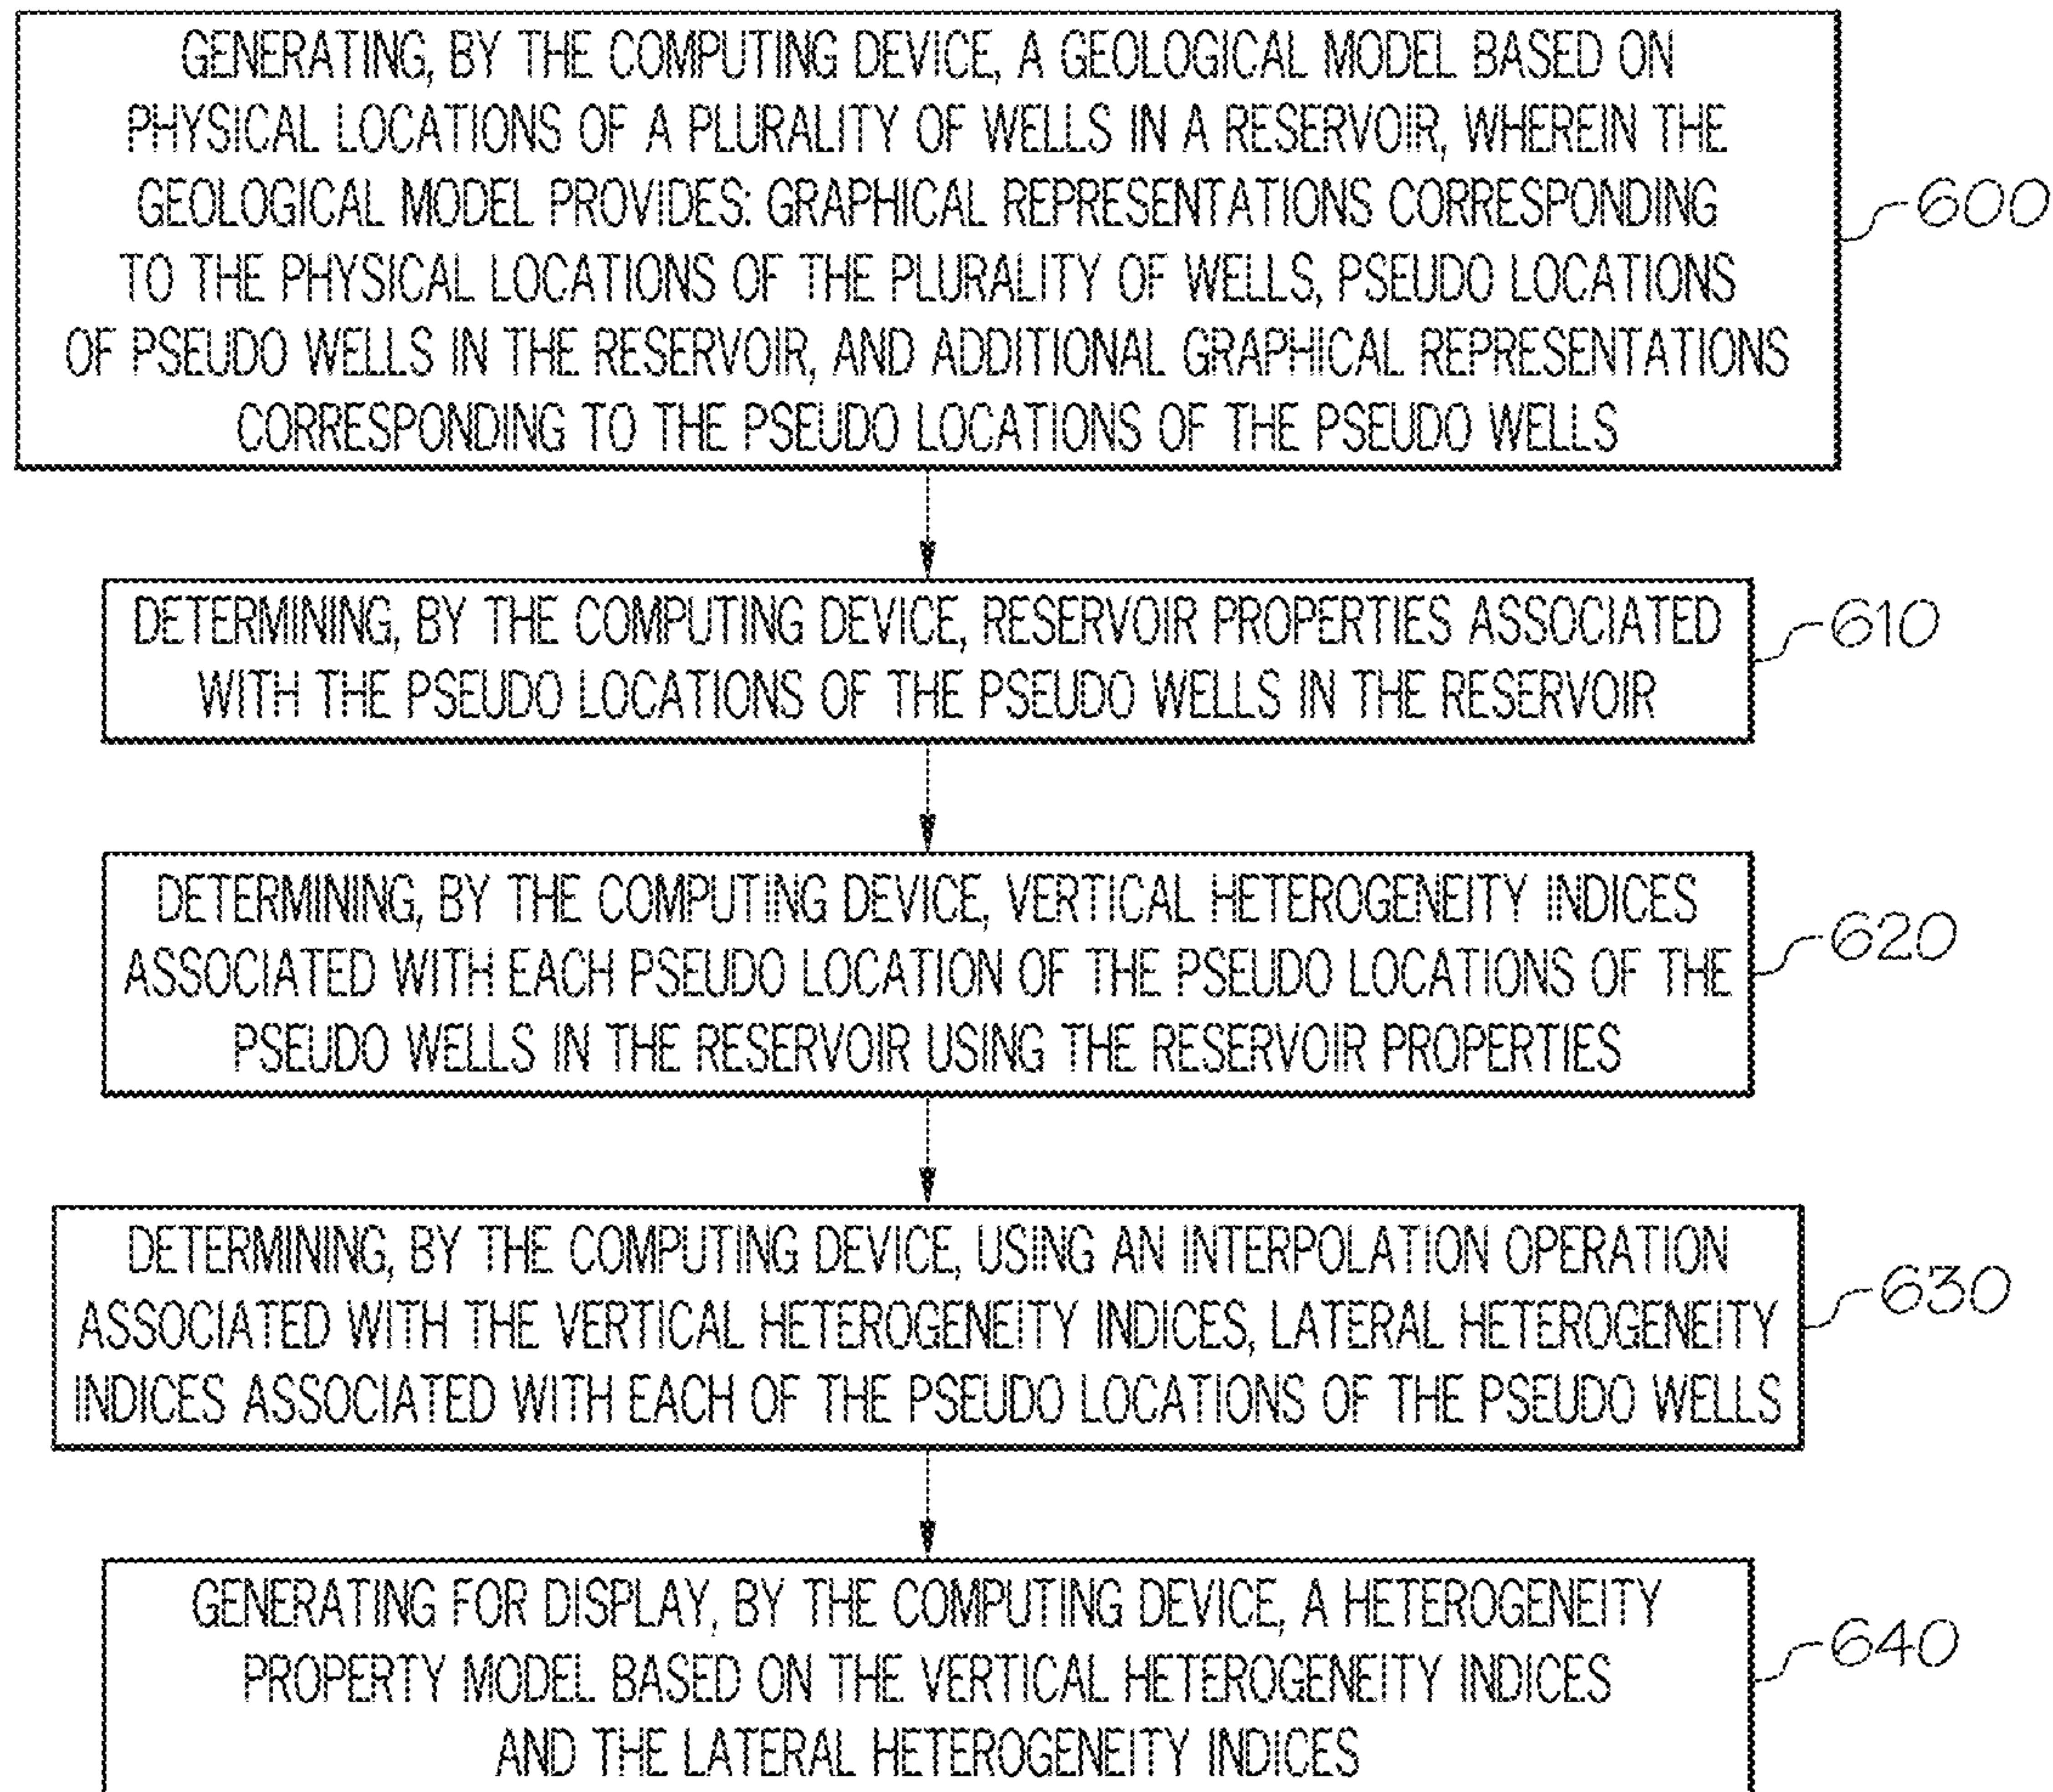 GENERATING, BY THE COMPUTING DEVICE, A GEOLOGICAL MODEL BASED ON
PHYSICAL LOCATIONS OF A PLURALITY OF WELLS IN A RESERVOIR, WHEREIN THE
GEOLOGICAL MODEL PROVIDES: GRAPHICAL REPRESENTATIONS CORRESPONDING
TO THE PHYSICAL LOCATIONS OF THE PLURALITY OF WELLS, PSEUDO LOCATIONS
OF PSEUDO WELLS IN THE RESERVOIR, AND ADDITIONAL GRAPHICAL REPRESENTATIONS
CORRESPONDING TO THE PSEUDO LOCATIONS OF THE PSEUDO WELLS
600
DETERMINING, BY THE COMPUTING DEVICE, RESERVOIR PROPERTIES ASSOCIATED
WITH THE PSEUDO LOCATIONS OF THE PSEUDO WELLS IN THE RESERVOIR
610
DETERMINING, BY THE COMPUTING DEVICE, VERTICAL HETEROGENEITY INDICES
ASSOCIATED WITH EACH PSEUDO LOCATION OF THE PSEUDO LOCATIONS OF THE
PSEUDO WELLS IN THE RESERVOIR USING THE RESERVOIR PROPERTIES
620
DETERMINING, BY THE COMPUTING DEVICE, USING AN INTERPOLATION OPERATION
ASSOCIATED WITH THE VERTICAL HETEROGENEITY INDICES, LATERAL HETEROGENEITY
INDICES ASSOCIATED WITH EACH OF THE PSEUDO LOCATIONS OF THE PSEUDO WELLS
630
GENERATING FOR DISPLAY, BY THE COMPUTING DEVICE, A HETEROGENEITY
PROPERTY MODEL BASED ON THE VERTICAL HETEROGENEITY INDICES
AND THE LATERAL HETEROGENEITY INDICES
640